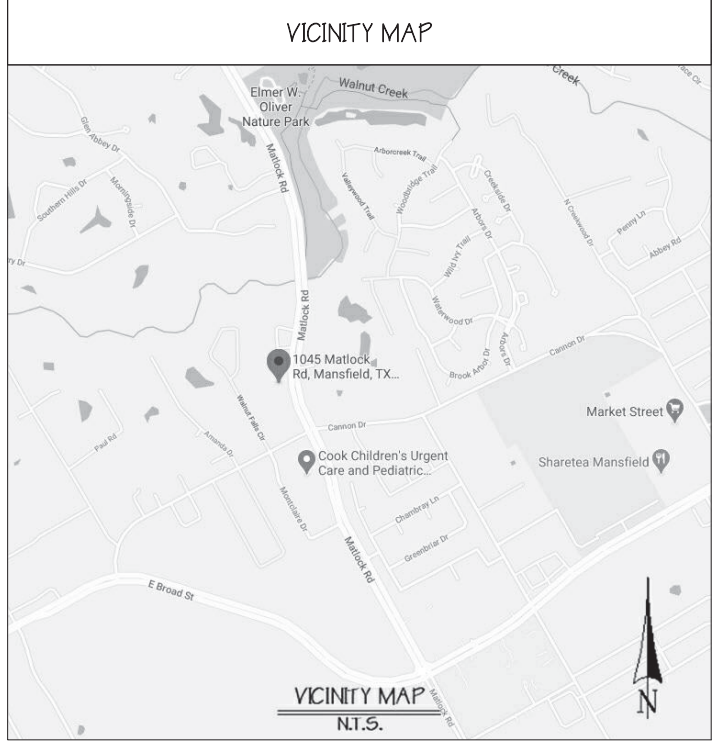 VICINITY MAP
Elmer W.
Oliver
Nature Park
Walnut Creek
Creek
Glen Abbey Dr
Matlock Rd
Arborcreek Trail
Valleywood Trail
Woodbridge Trail
Creekside Dr
Southern Hills Dr
Morningside Dr
Arbors Dr
N Creekwood Dr
Penny Ln
Abbey Rd
Wild Ivy Trail
ry Dr
Matlock Rd
Waterwood Dr
Arbors Dr
Brook Arbor Dr
Cannon Dr
1045 Matlock
Rd, Mansfield, TX...
Walnut Falls Cir
Market Street
Cannon Dr
Paul Rd
Amanda Dr
Cook Children's Urgent
Care and Pediatric...
Sharetea Mansfield
Montclaire Dr
Chambray Ln
Greenbriar Dr
Matlock Rd
E Broad St
VICINITY MAP
N.T.S.
Matlock Rd
N